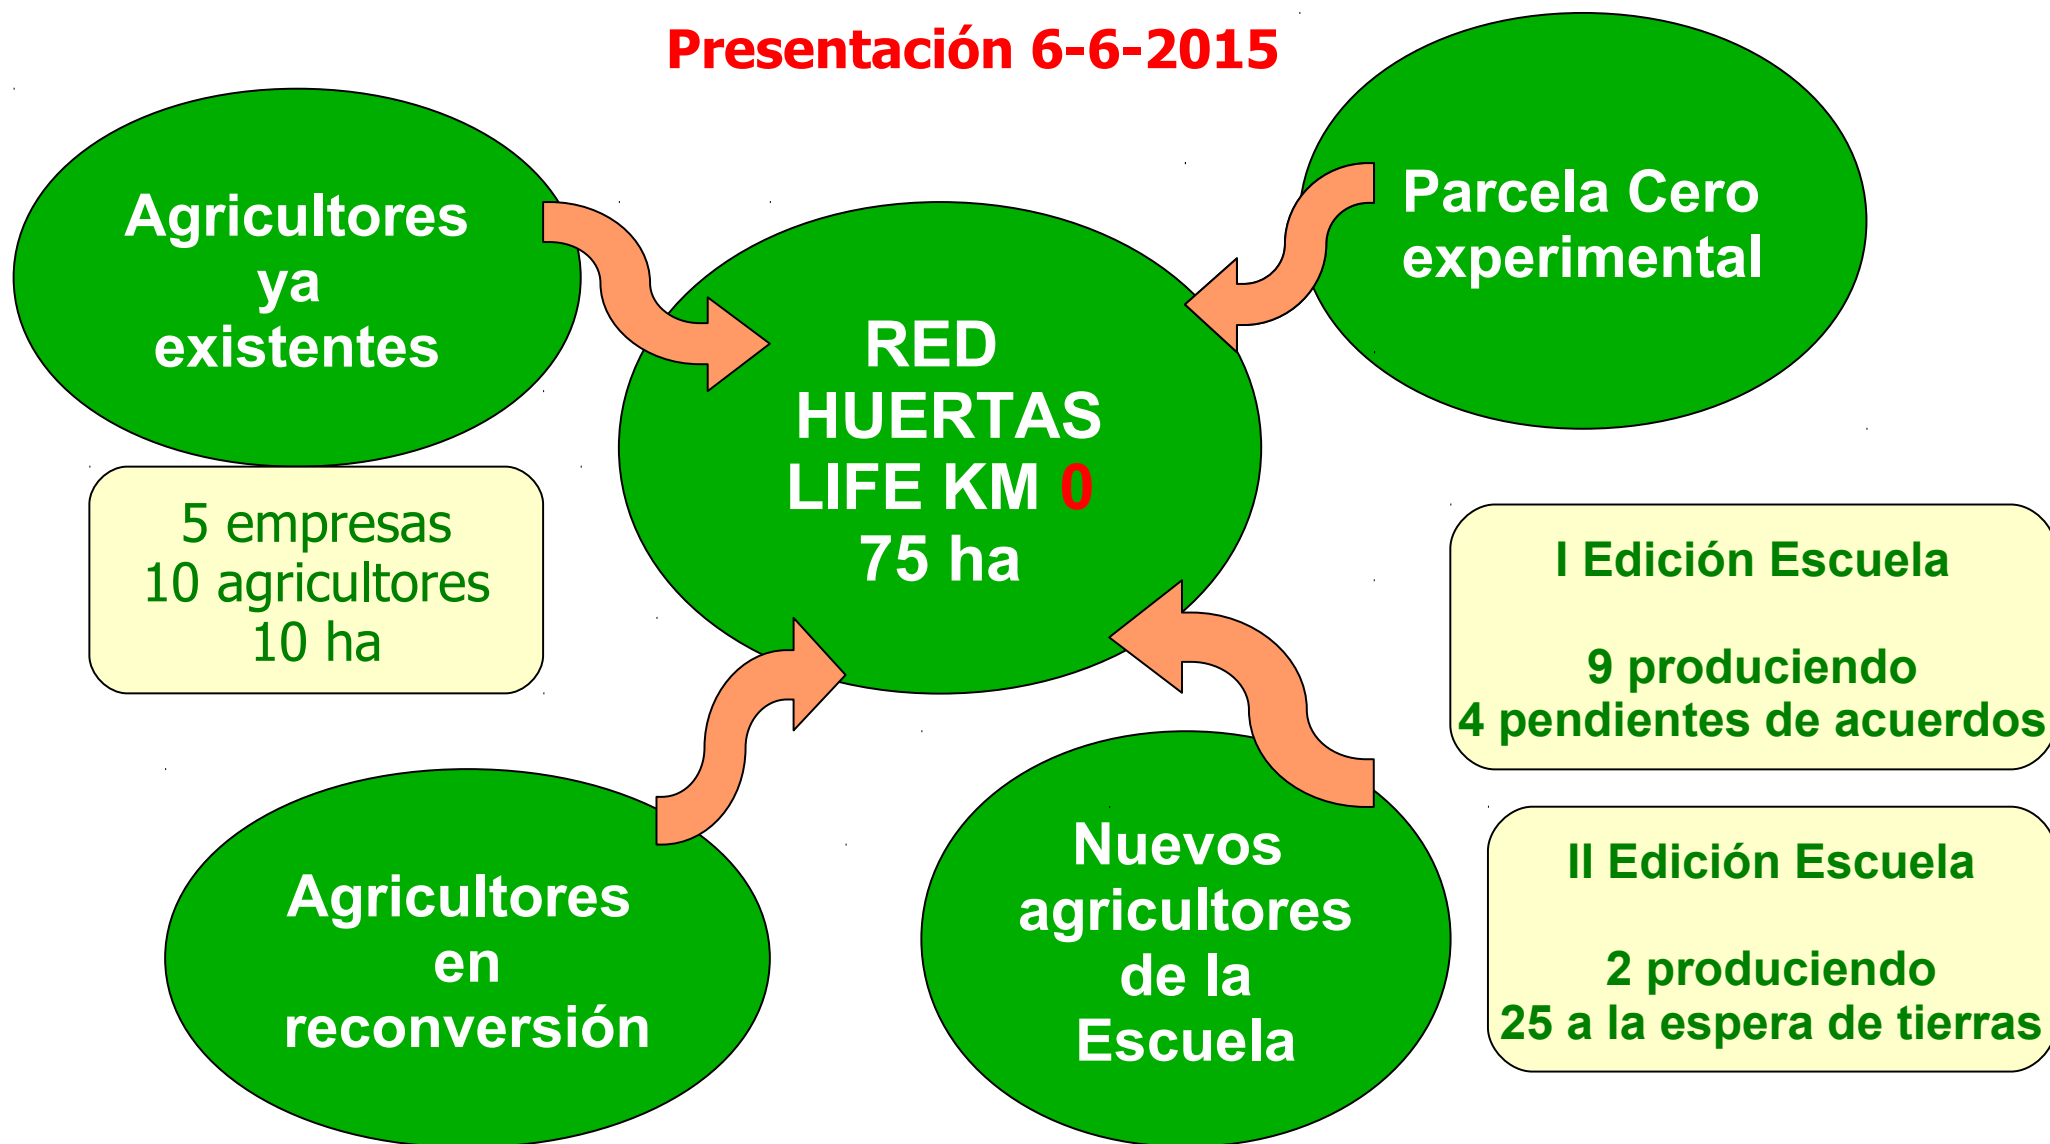 Presentación 6-6-2015
Agricultores
ya
existentes
5 empresas
10 agricultores
10 ha
Parcela Cero
experimental
RED
HUERTAS
LIFE KM 0
75 ha
I Edición Escuela
9 produciendo
4 pendientes de acuerdos
Agricultores
en
reconversión
Nuevos
agricultores
de la
Escuela
II Edición Escuela
2 produciendo
25 a la espera de tierras